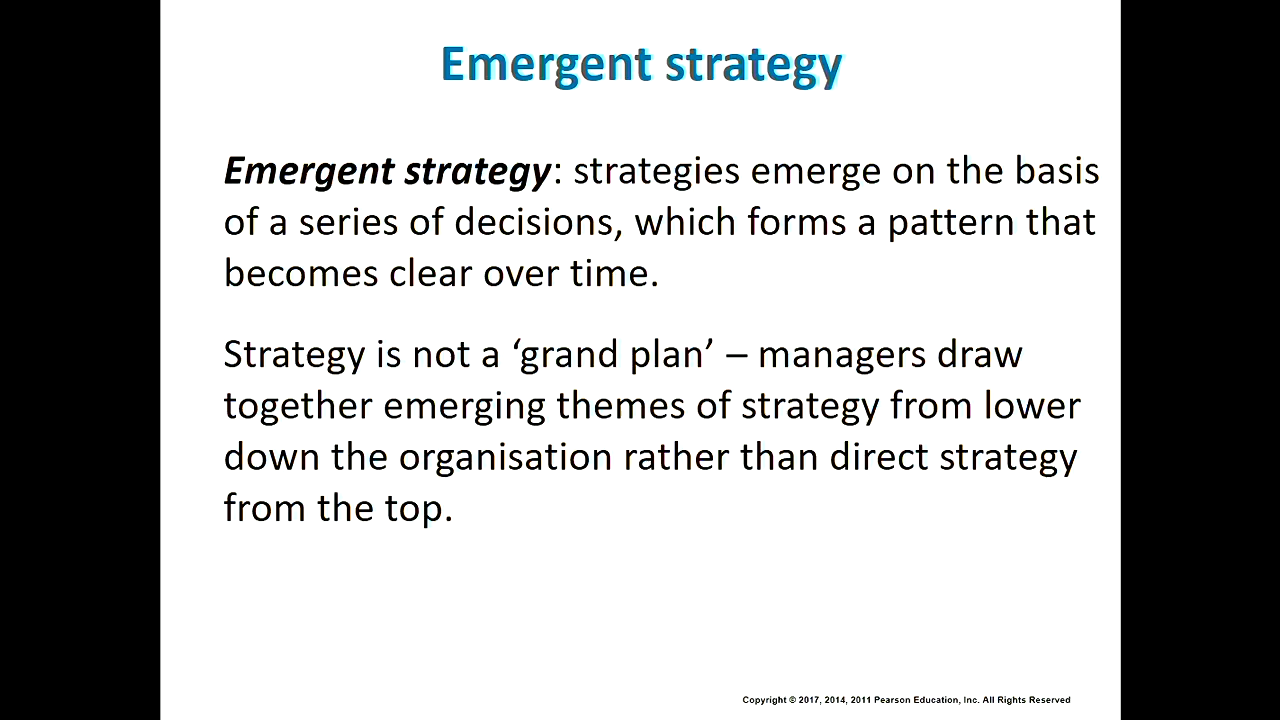 Emergent strategy
Emergent strategy: strategies emerge on the basis
of a series of decisions, which forms a pattern that
becomes clear over time.
Strategy is not a ‘grand plan’ – managers draw
together emerging themes of strategy from lower
down the organisation rather than direct strategy
from the top.
Copyright © 2017, 2014, 2011 Pearson Education, Inc. All Rights Reserved